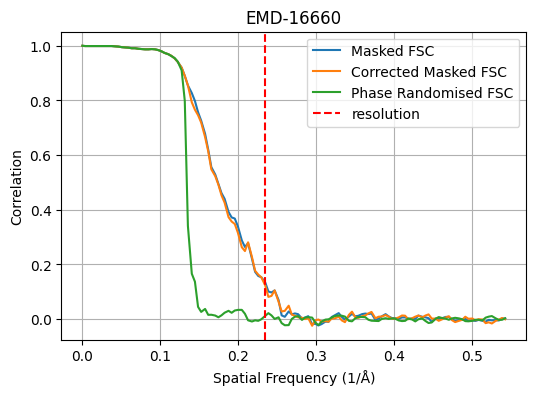 EMD-16660
Masked FSC
Corrected Masked FSC
Phase Randomised FSC
resolution
Correlation
1.0
0.8
0.6
0.4
0.2
0.0
0.0 0.1 0.2 0.3 0.4 0.5
Spatial Frequency (1/Å)